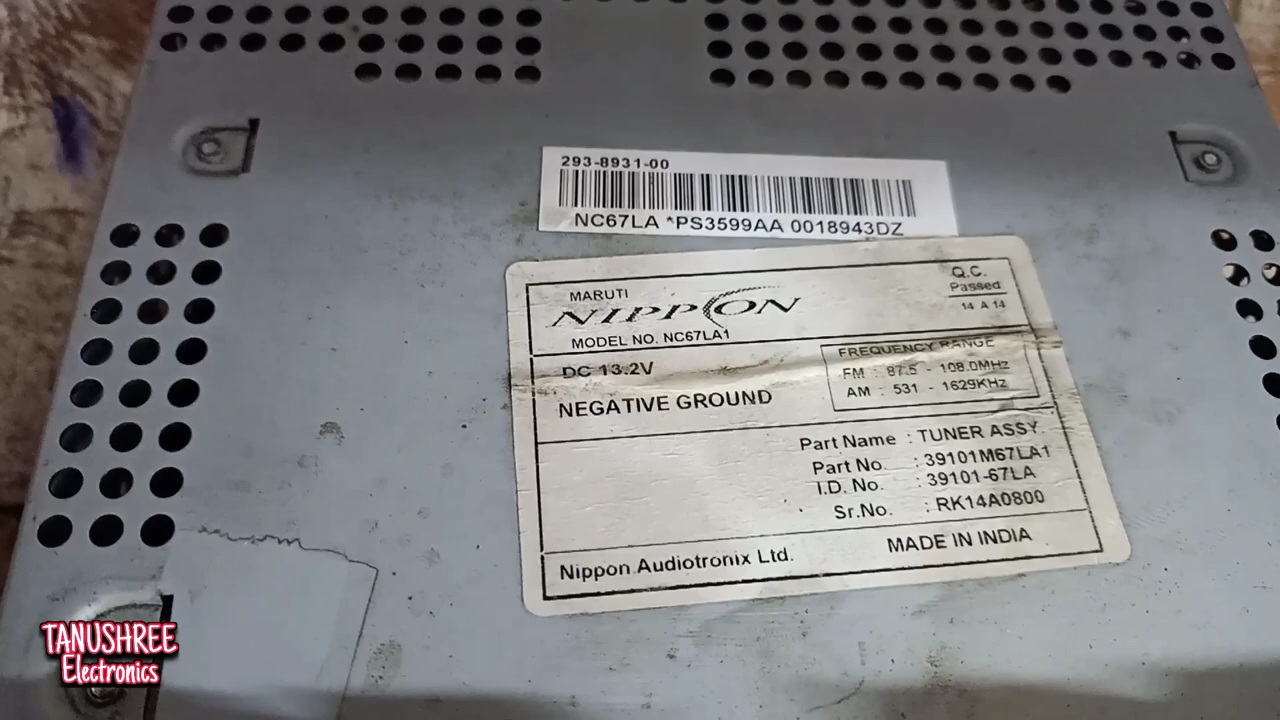 293-8931-00
NC67LA *PS3599AA 0018943DZ
MARUTI
NIPPON
MODEL NO. NC67LA1
Q.C.
Passed
14 A 14
DC 13.2V
NEGATIVE GROUND
FREQUENCY RANGE
FM : 87.5 - 108.0MHz
AM : 531 - 1629KHz
Part Name : TUNER ASSY
Part No. : 39101M67LA1
I.D. No. : 39101-67LA
Sr.No. : RK14A0800
Nippon Audiotronix Ltd.
MADE IN INDIA
TANUSHREE
Electronics